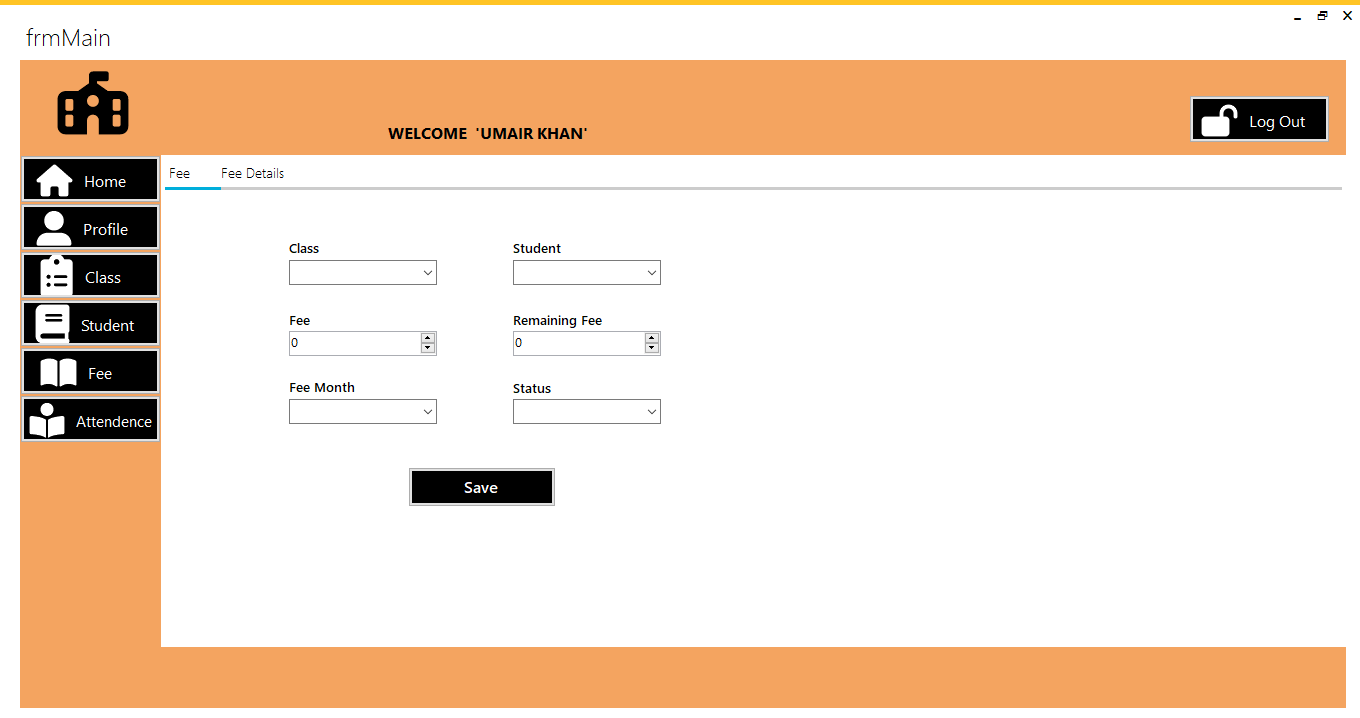 frmMain
WELCOME 'UMAIR KHAN'
Log Out
Home
Profile
Class
Student
Fee
Attendence
Fee Fee Details
Class Student
Fee Remaining Fee
0 0
Fee Month Status
Save